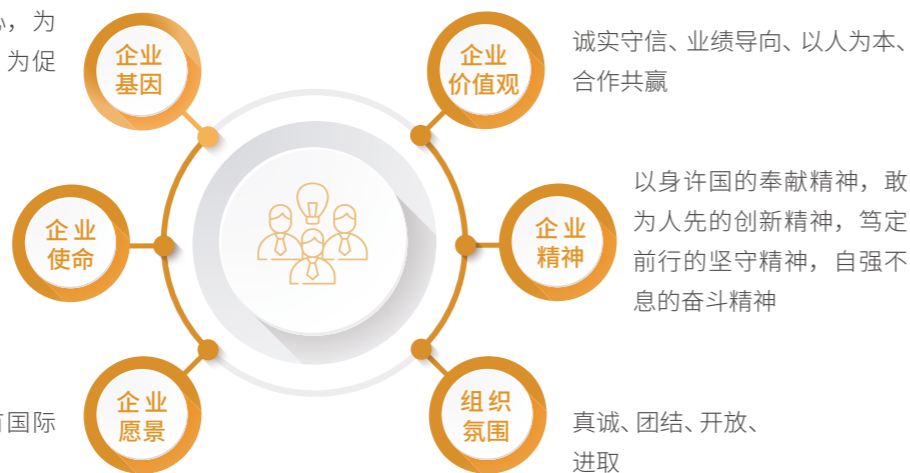 心，为
为促
企业
基因
企业
价值观
诚实守信、业绩导向、以人为本、
合作共赢
企业
使命
企业
精神
以身许国的奉献精神，敢
为人先的创新精神，笃定
前行的坚守精神，自强不
息的奋斗精神
国际
企业
愿景
组织
氛围
真诚、团结、开放、
进取